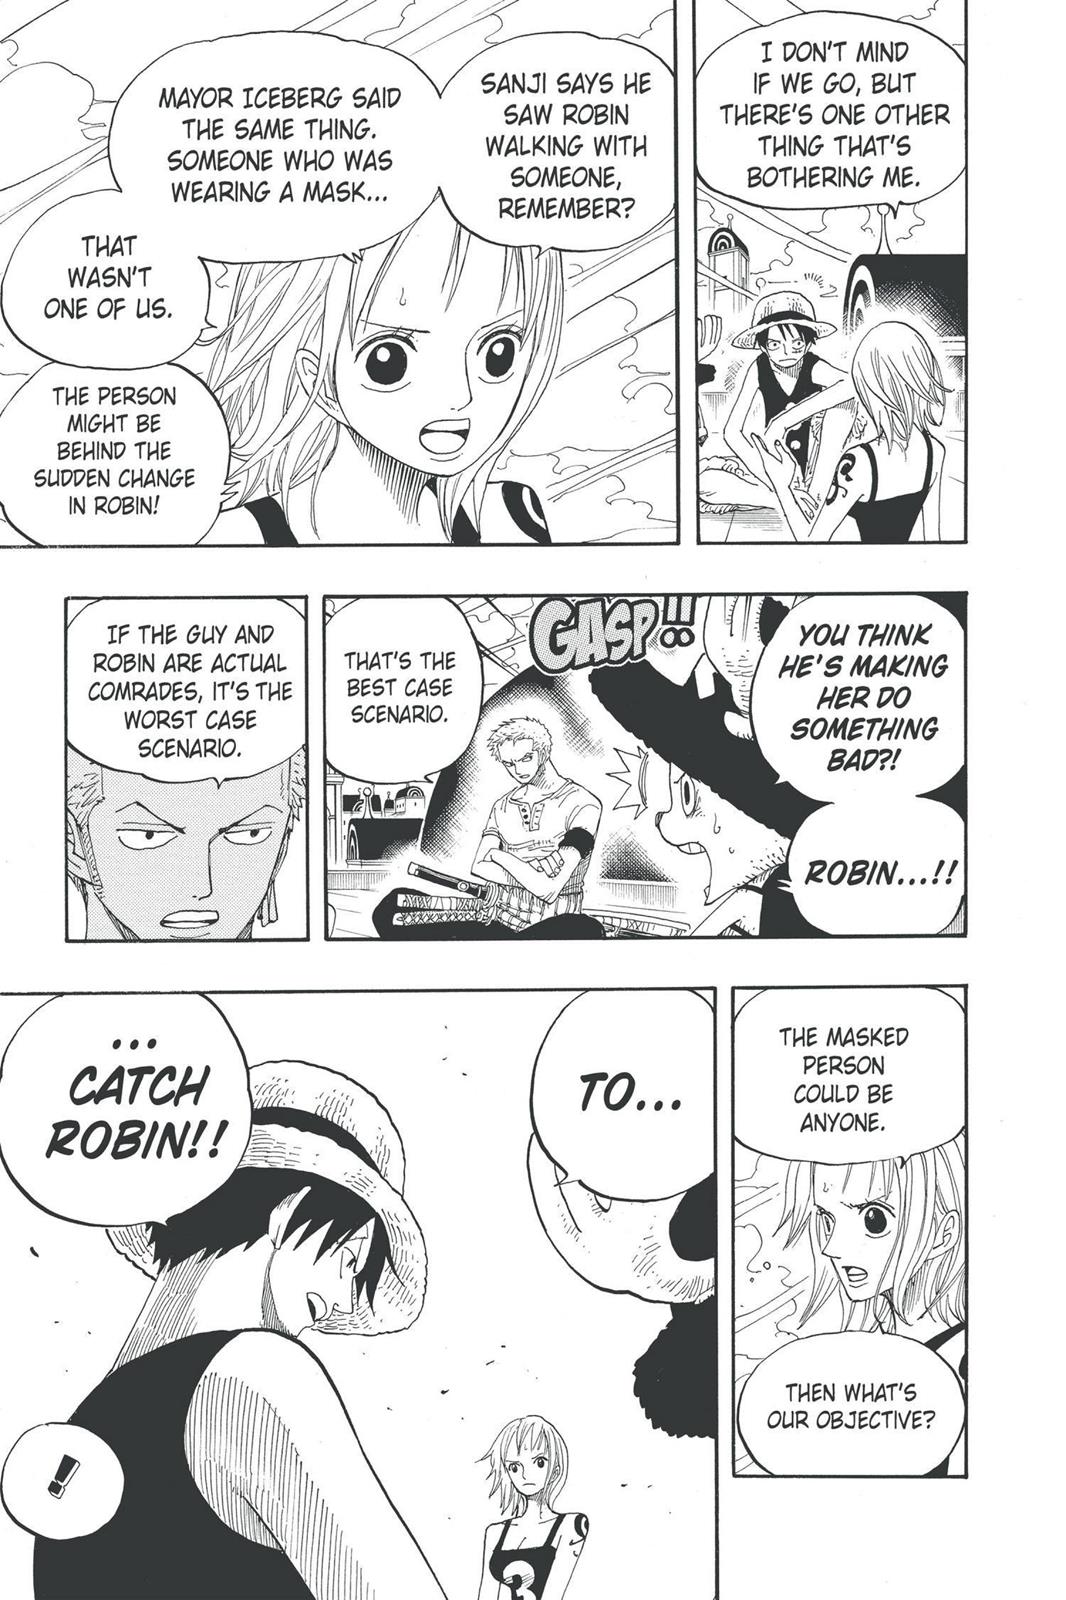 I DON'T MIND
IF WE GO, BUT
THERE'S ONE OTHER
THING THAT'S
BOTHERING ME.
SANJI SAYS HE
SAW ROBIN
WALKING WITH
SOMEONE,
REMEMBER?
MAYOR ICEBERG SAID
THE SAME THING.
SOMEONE WHO WAS
WEARING A MASK...
THAT
WASN'T
ONE OF US.
THE PERSON
MIGHT BE
BEHIND THE
SUDDEN CHANGE
IN ROBIN!
YOU THINK
HE'S MAKING
HER DO
SOMETHING
BAD?!
ROBIN...!!
GASP!!!
THAT'S THE
BEST CASE
SCENARIO.
IF THE GUY AND
ROBIN ARE ACTUAL
COMRADES, IT'S THE
WORST CASE
SCENARIO.
THE MASKED
PERSON
COULD BE
ANYONE.
THEN WHAT'S
OUR OBJECTIVE?
TO...
...
CATCH
ROBIN!!
!
3